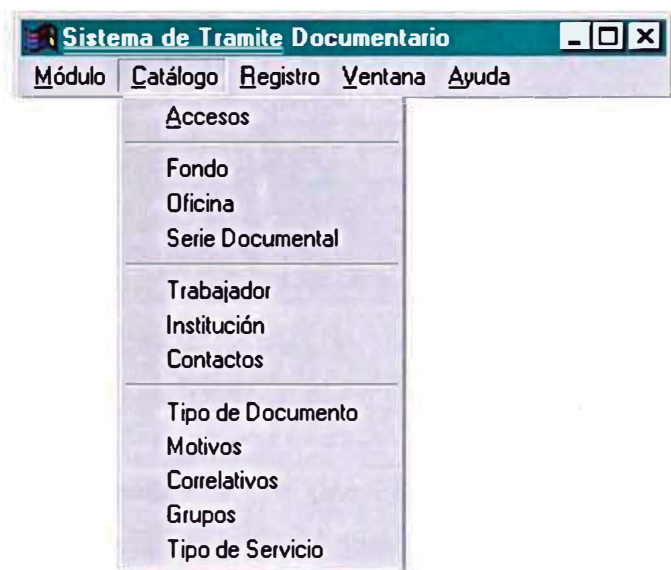 Sistema de Tramite Documentario
Módulo Catálogo Registro Ventana Ayuda
Accesos
Fondo
Oficina
Serie Documental
Trabajador
Institución
Contactos
Tipo de Documento
Motivos
Correlativos
Grupos
Tipo de Servicio